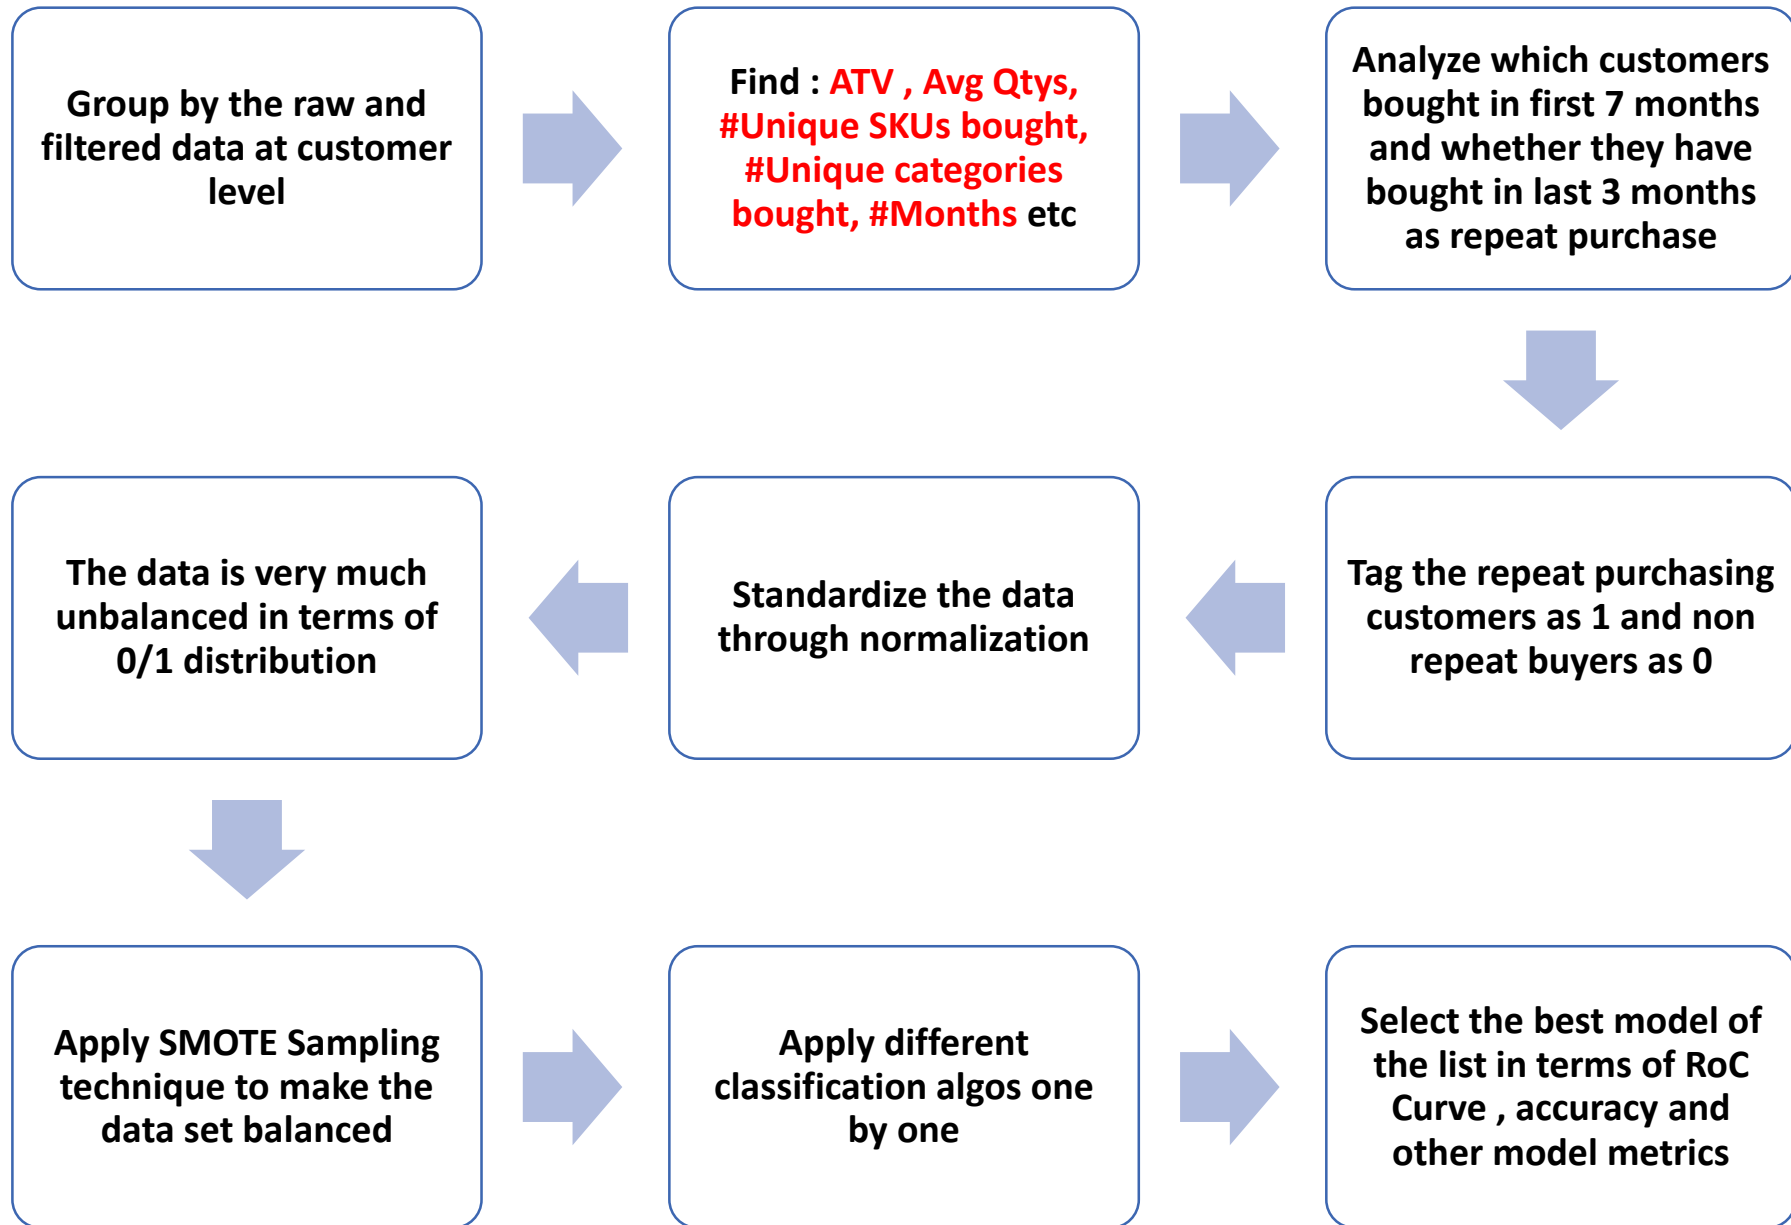 Group by the raw and
filtered data at customer
level
Find : ATV , Avg Qtys,
#Unique SKUs bought,
#Unique categories
bought, #Months etc
Analyze which customers
bought in first 7 months
and whether they have
bought in last 3 months
as repeat purchase
Tag the repeat purchasing
customers as 1 and non
repeat buyers as 0
Standardize the data
through normalization
The data is very much
unbalanced in terms of
0/1 distribution
Apply SMOTE Sampling
technique to make the
data set balanced
Apply different
classification algos one
by one
Select the best model of
the list in terms of RoC
Curve , accuracy and
other model metrics